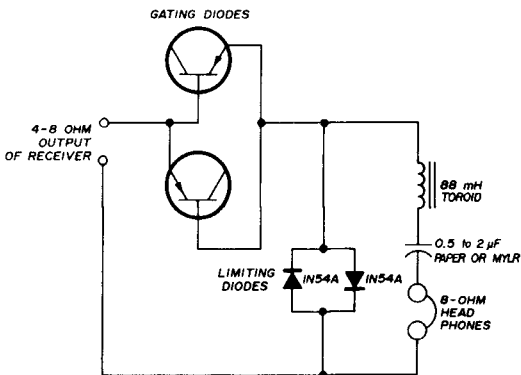 GATING DIODES
4-8 OHM
OUTPUT
OF RECEIVER
88 mH
TOROID
0.5 to 2 µF
PAPER OR MYLR
LIMITING
DIODES
IN54A
IN54A
8-OHM
HEAD
PHONES